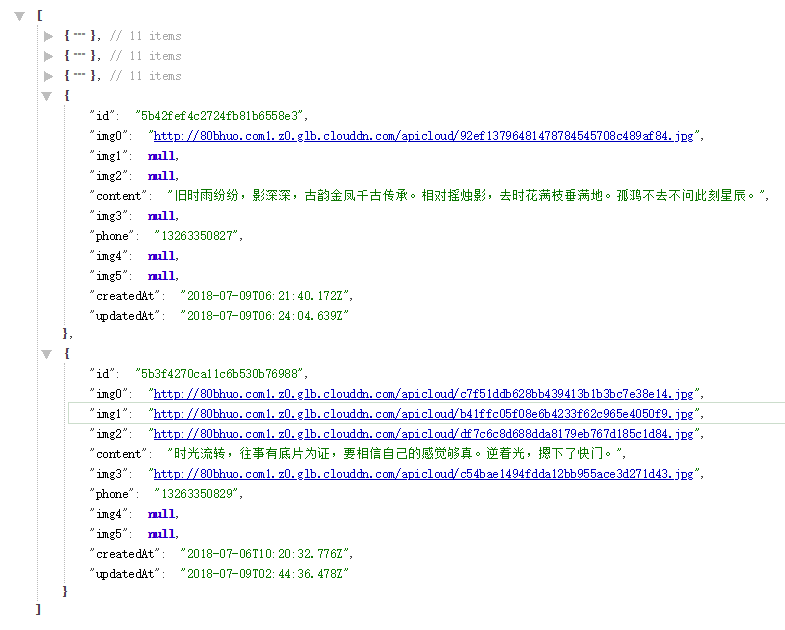 [
{ ... }, // 11 items
{ ... }, // 11 items
{ ... }, // 11 items
{
"id": "5b42fef4c2724fb81b6558e3",
"img0": "http://80bhuo.com1.z0.glb.clouddn.com/apicloud/92ef13796481478784545708c489af84.jpg",
"img1": null,
"img2": null,
"content": "旧时雨纷纷，影深深，古韵金凤千古传承。相对摇烛影，去时花满枝垂满地。孤鸿不去不问此刻星辰。",
"img3": null,
"phone": "13263350827",
"img4": null,
"img5": null,
"createdAt": "2018-07-09T06:21:40.172Z",
"updatedAt": "2018-07-09T06:24:04.639Z"
},
{
"id": "5b3f4270ca11c6b530b76988",
"img0": "http://80bhuo.com1.z0.glb.clouddn.com/apicloud/c7f51ddb628bb439413b1b3bc7e38e14.jpg",
"img1": "http://80bhuo.com1.z0.glb.clouddn.com/apicloud/b41ffc05f08e6b4233f62c965e4050f9.jpg",
"img2": "http://80bhuo.com1.z0.glb.clouddn.com/apicloud/df7c6c8d688dda8179eb767d185c1d84.jpg",
"content": "时光流转，往事有底片为证，要相信自己的感觉够真。逆着光，摁下了快门。",
"img3": "http://80bhuo.com1.z0.glb.clouddn.com/apicloud/c54bae1494fdda12bb955ace3d271d43.jpg",
"phone": "13263350829",
"img4": null,
"img5": null,
"createdAt": "2018-07-06T10:20:32.776Z",
"updatedAt": "2018-07-09T02:44:36.478Z"
}
]